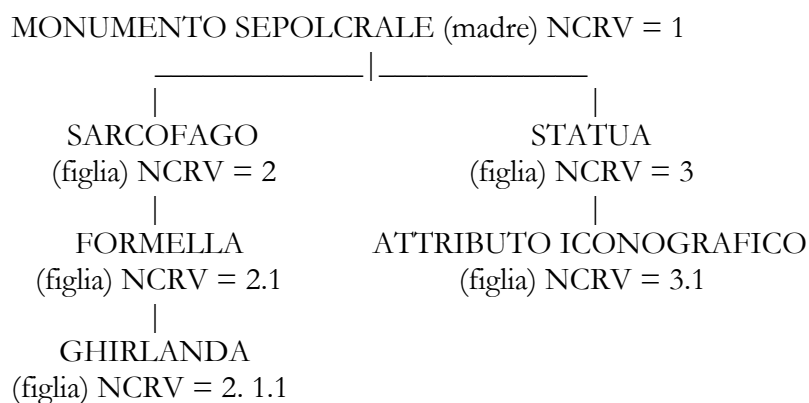 MONUMENTO SEPOLCRALE (madre) NCRV = 1
SARCOFAGO STATUA
(figlia) NCRV = 2 (figlia) NCRV = 3
FORMELLA ATTRIBUTO ICONOGRAFICO
(figlia) NCRV = 2.1 (figlia) NCRV = 3.1
GHIRLANDA
(figlia) NCRV = 2. 1.1